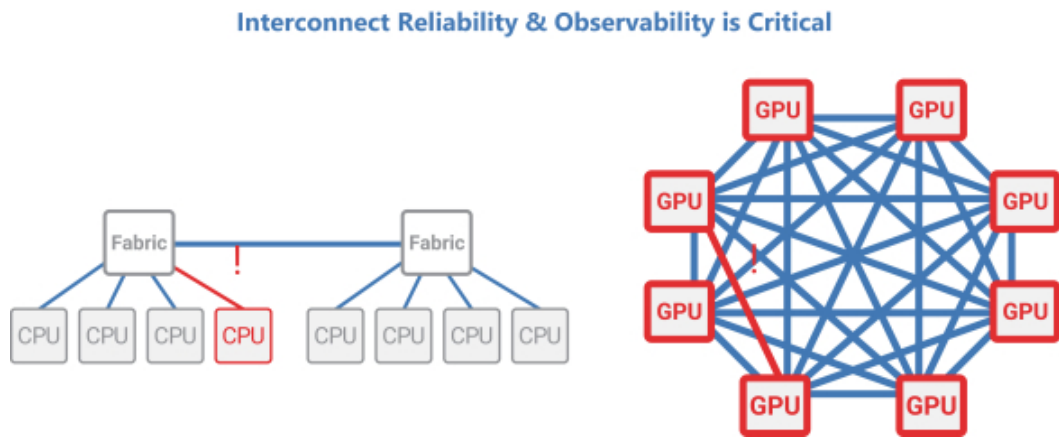 Interconnect Reliability & Observability is Critical
GPU GPU
GPU GPU
Fabric Fabric
!
!
GPU GPU
CPU CPU CPU CPU CPU CPU CPU CPU
GPU GPU